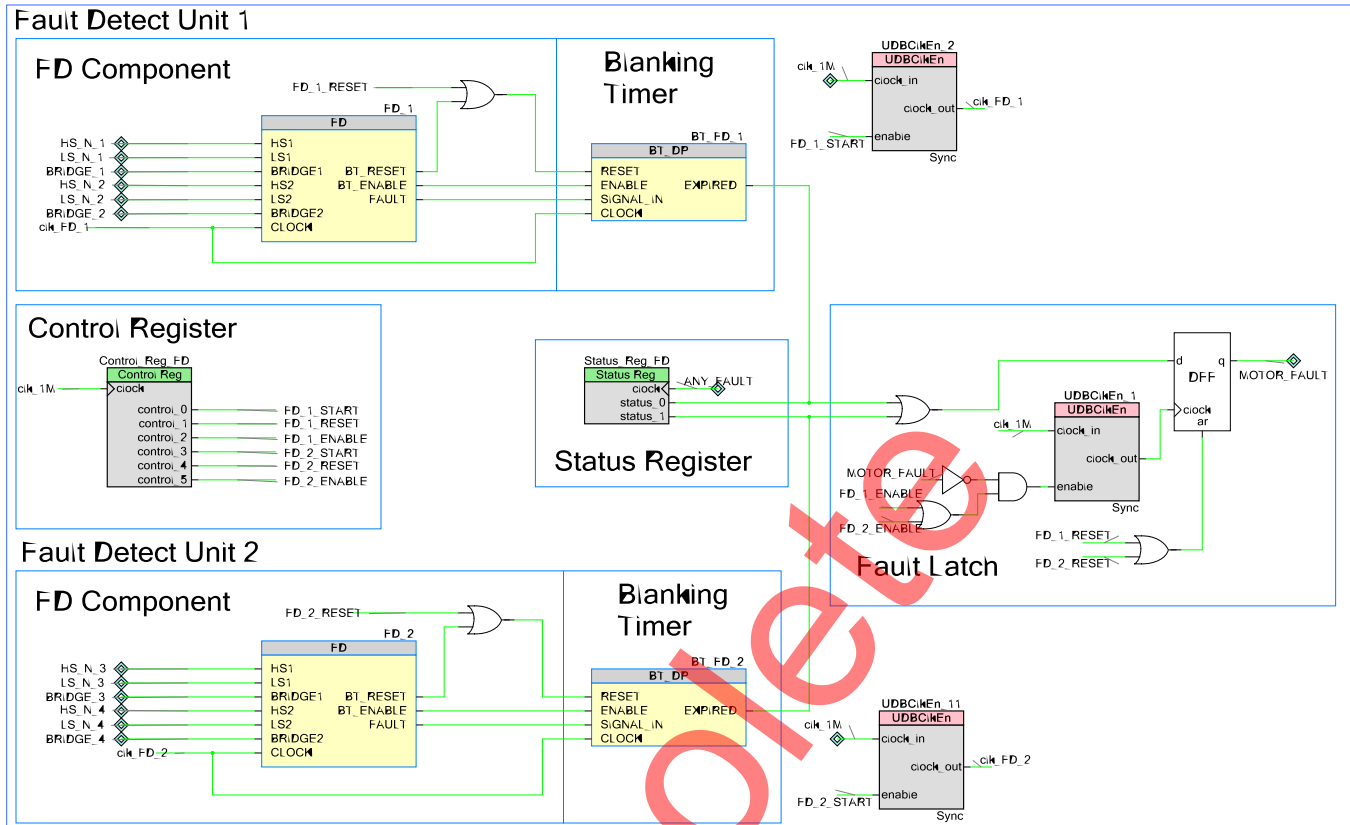 Fault Detect Unit 1
FD Component
Blanking
Timer
FD_1_RESET
FD_1
FD
HS_N_1
LS_N_1
BRIDGE_1
HS_N_2
LS_N_2
BRIDGE_2
clk_FD_1
HS1
LS1
BRIDGE1
HS2
LS2
BRIDGE2
CLOCK
BT_RESET
BT_ENABLE
FAULT
BT_FD_1
BT_DP
RESET
ENABLE
SIGNAL_IN
CLOCK
EXPIRED
UDBClkEn_2
UDBClkEn
clk_1M
clock_in
clock_out
clk_FD_1
enable
FD_1_START
Sync
Control Register
Control_Reg_FD
Control Reg
clk_1M
clock
control_0
control_1
control_2
control_3
control_4
control_5
FD_1_START
FD_1_RESET
FD_1_ENABLE
FD_2_START
FD_2_RESET
FD_2_ENABLE
Status_Reg_FD
Status Reg
clock
status_0
status_1
ANY_FAULT
Status Register
d
q
DFF
clock
ar
MOTOR_FAULT
UDBClkEn_1
UDBClkEn
clk_1M
clock_in
clock_out
enable
Sync
MOTOR_FAULT
FD_1_ENABLE
FD_2_ENABLE
FD_1_RESET
FD_2_RESET
Fault Latch
Fault Detect Unit 2
FD Component
Blanking
Timer
FD_2_RESET
FD_2
FD
HS_N_3
LS_N_3
BRIDGE_3
HS_N_4
LS_N_4
BRIDGE_4
clk_FD_2
HS1
LS1
BRIDGE1
HS2
LS2
BRIDGE2
CLOCK
BT_RESET
BT_ENABLE
FAULT
BT_FD_2
BT_DP
RESET
ENABLE
SIGNAL_IN
CLOCK
EXPIRED
UDBClkEn_11
UDBClkEn
clk_1M
clock_in
clock_out
clk_FD_2
enable
FD_2_START
Sync
olete